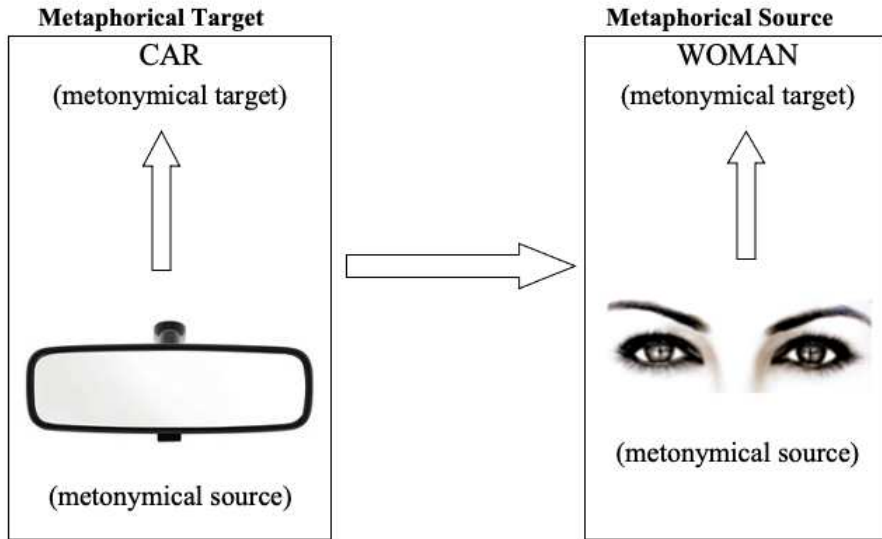 Metaphorical Target
CAR
(metonymical target)
(metonymical source)
Metaphorical Source
WOMAN
(metonymical target)
(metonymical source)